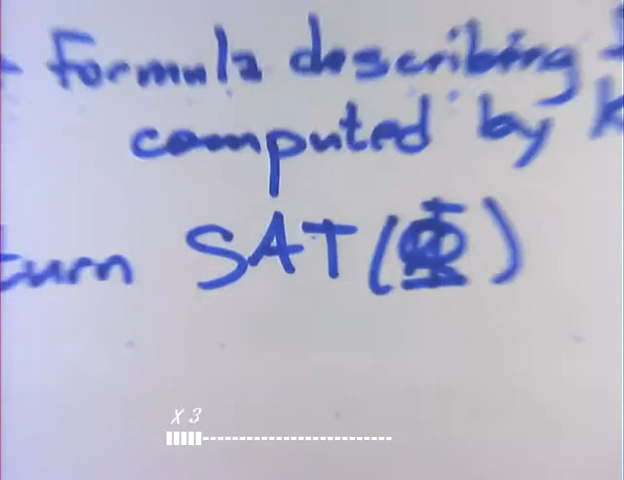 formula describing
computed by k
turn SAT(Φ)
X 3